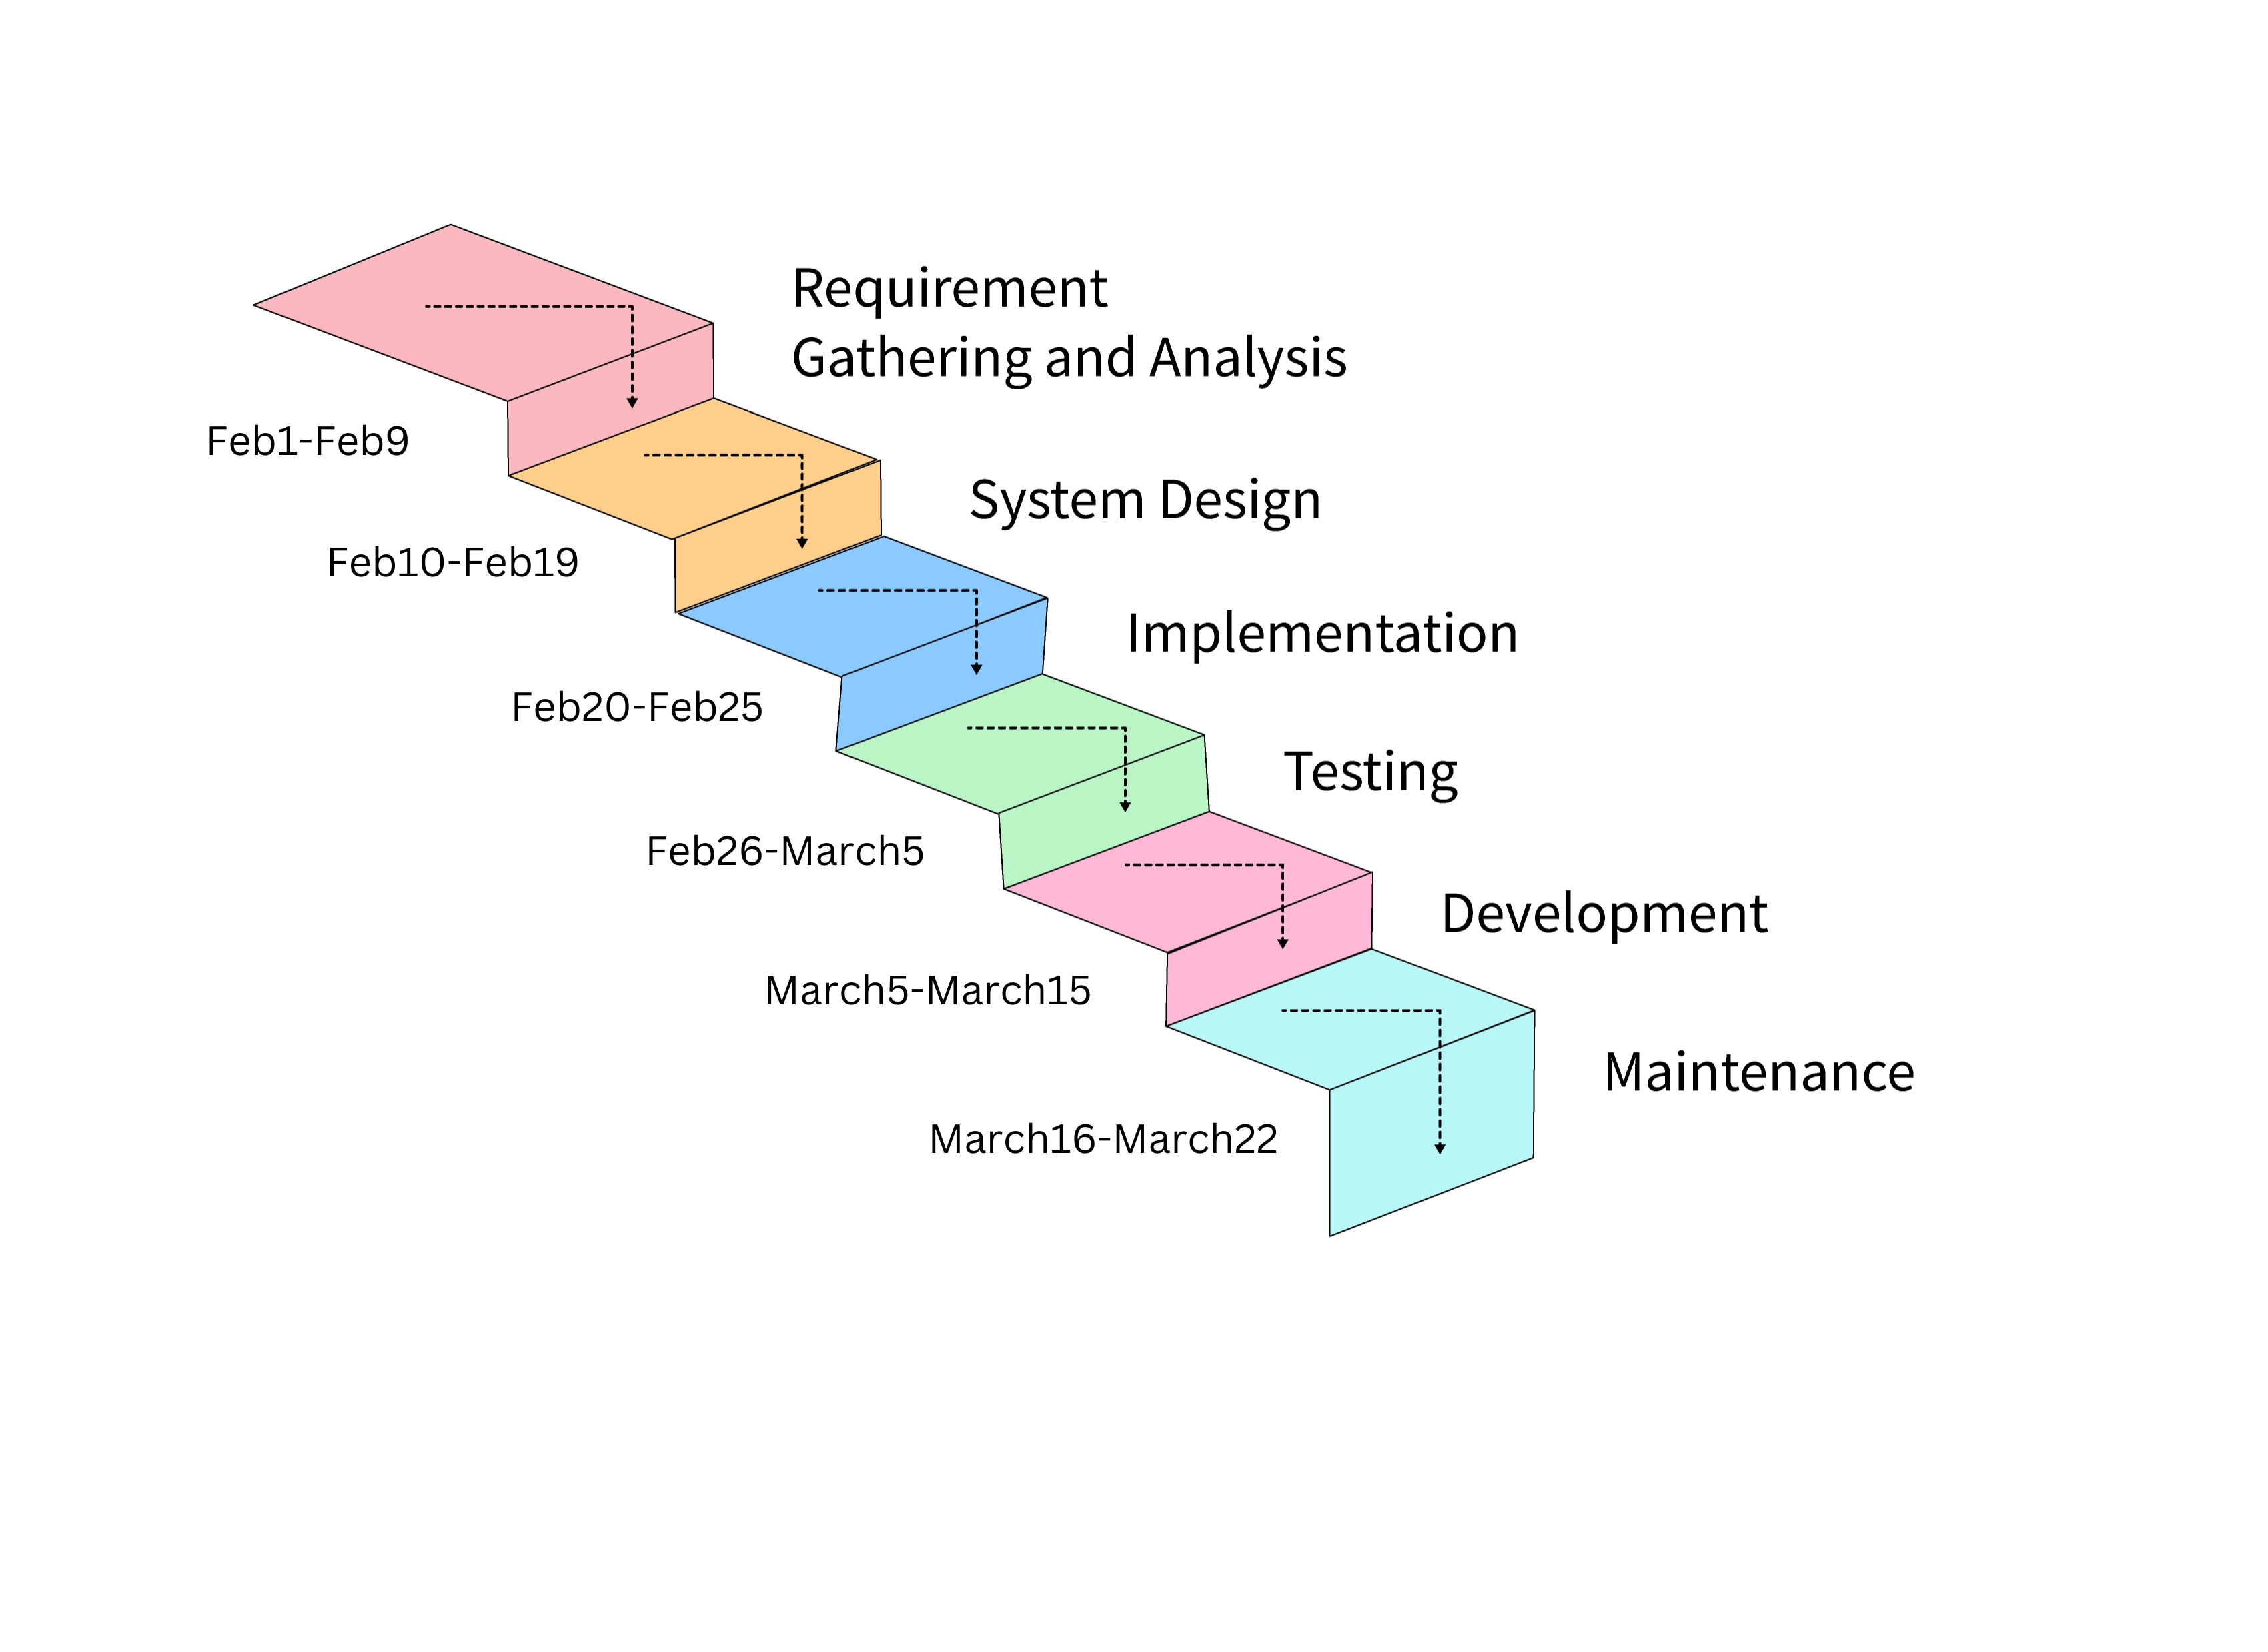 Requirement
Gathering and Analysis
Feb1-Feb9
System Design
Feb10-Feb19
Implementation
Feb20-Feb25
Testing
Feb26-March5
Development
March5-March15
Maintenance
March16-March22